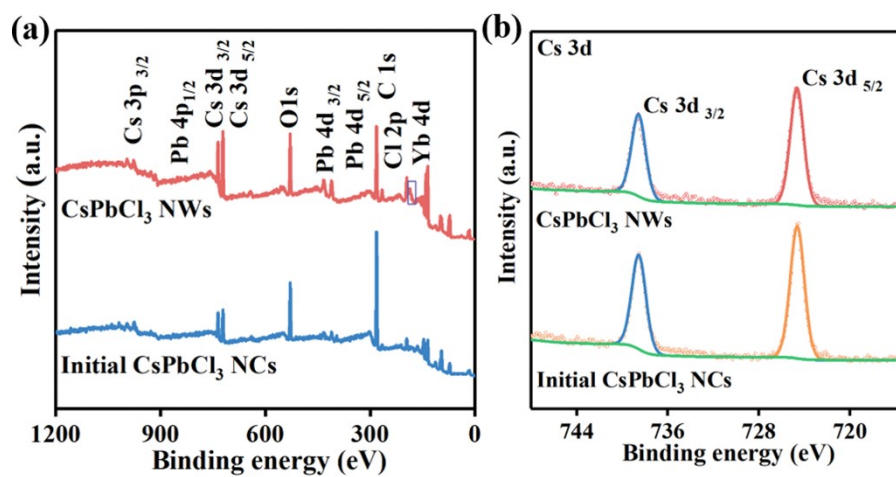 (a)
Cs 3p 3/2
Pb 4p1/2
Cs 3d 3/2
Cs 3d 5/2
O1s
Pb 4d 3/2
Pb 4d 5/2
C 1s
Cl 2p
Yb 4d
CsPbCl3 NWs
Initial CsPbCl3 NCs
Intensity (a.u.)
1200 900 600 300 0
Binding energy (eV)
(b)
Cs 3d
Cs 3d 3/2
Cs 3d 5/2
CsPbCl3 NWs
Initial CsPbCl3 NCs
Intensity (a.u.)
744 736 728 720
Binding energy (eV)